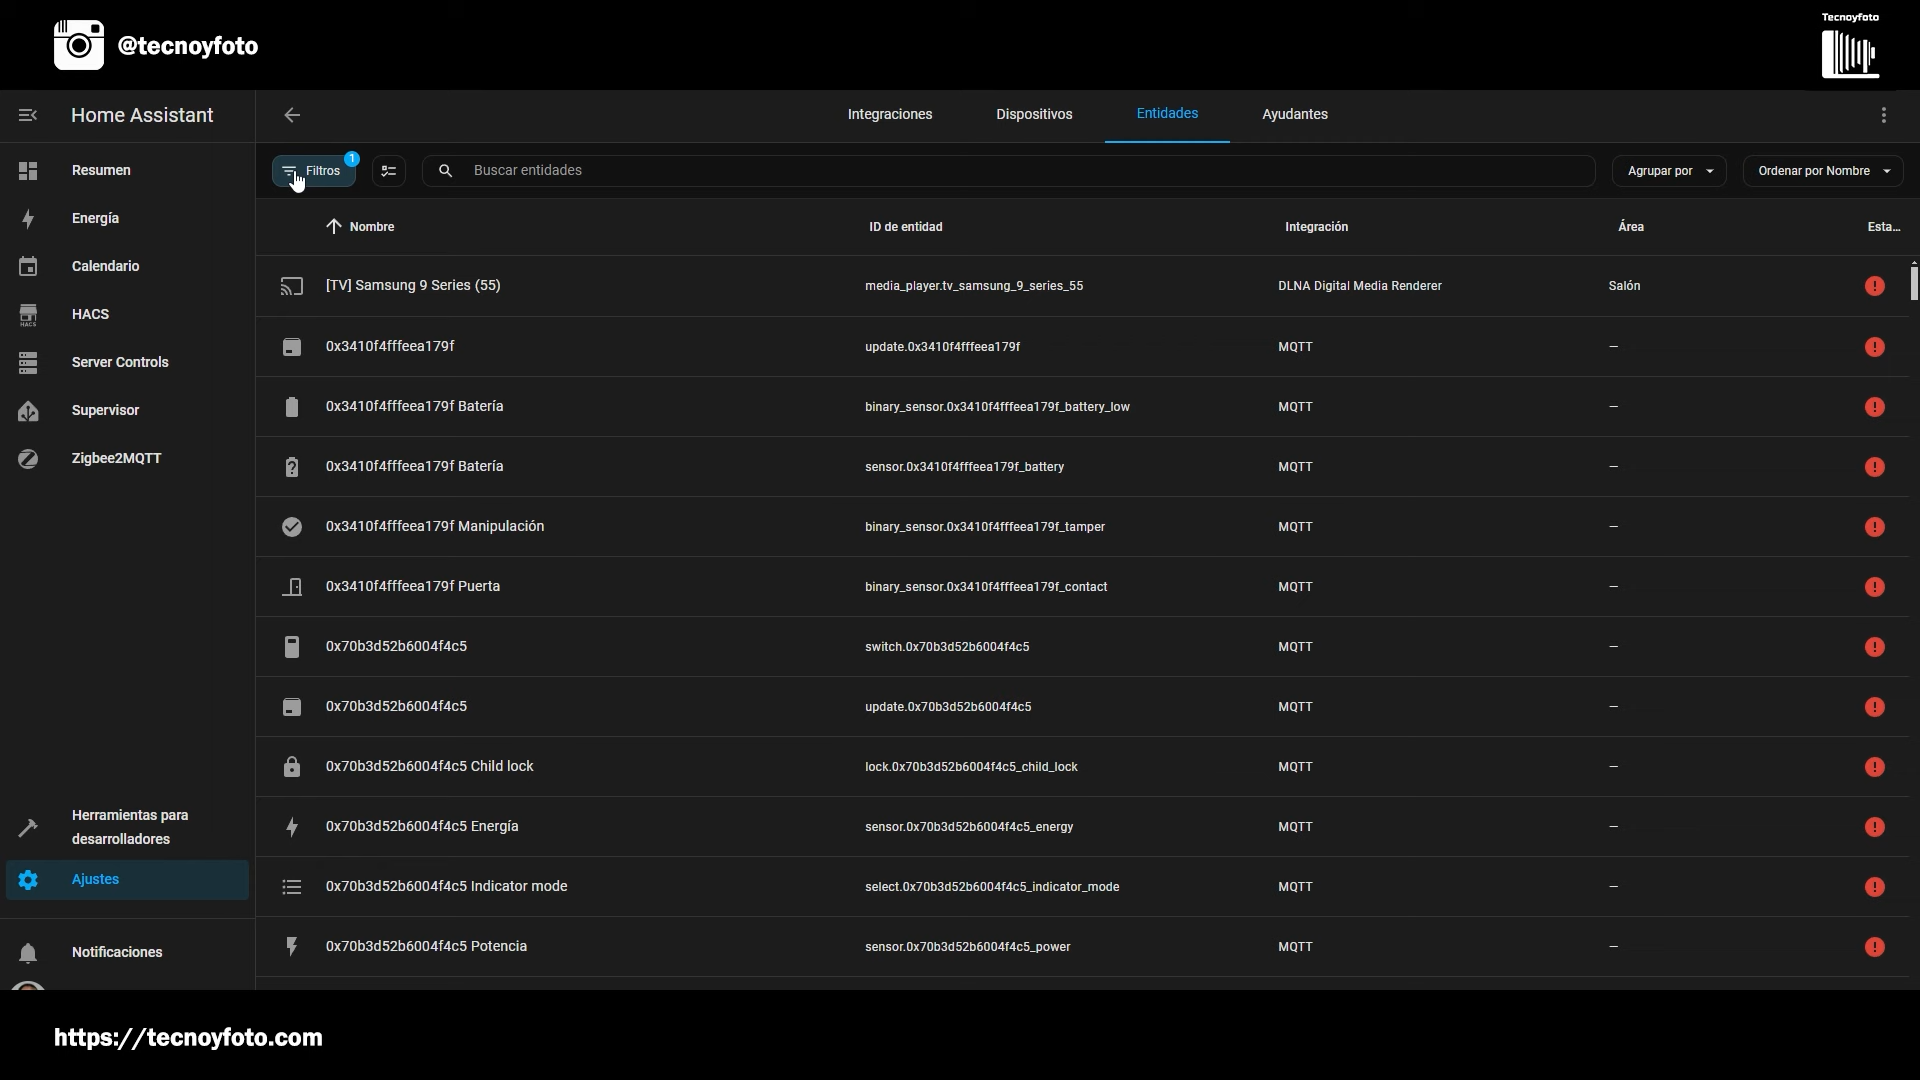 @tecnoyfoto
Tecnoyfoto
Home Assistant
Integraciones
Dispositivos
Entidades
Ayudantes
Resumen
Energía
Calendario
HACS
HACS
Server Controls
Supervisor
Zigbee2MQTT
Herramientas para
desarrolladores
Ajustes
Notificaciones
Filtros
1
Buscar entidades
Agrupar por
Ordenar por Nombre
Nombre ID de entidad Integración Área Esta...
[TV] Samsung 9 Series (55) media_player.tv_samsung_9_series_55 DLNA Digital Media Renderer Salón
0x3410f4fffeea179f update.0x3410f4fffeea179f MQTT —
0x3410f4fffeea179f Batería binary_sensor.0x3410f4fffeea179f_battery_low MQTT —
0x3410f4fffeea179f Batería sensor.0x3410f4fffeea179f_battery MQTT —
0x3410f4fffeea179f Manipulación binary_sensor.0x3410f4fffeea179f_tamper MQTT —
0x3410f4fffeea179f Puerta binary_sensor.0x3410f4fffeea179f_contact MQTT —
0x70b3d52b6004f4c5 switch.0x70b3d52b6004f4c5 MQTT —
0x70b3d52b6004f4c5 update.0x70b3d52b6004f4c5 MQTT —
0x70b3d52b6004f4c5 Child lock lock.0x70b3d52b6004f4c5_child_lock MQTT —
0x70b3d52b6004f4c5 Energía sensor.0x70b3d52b6004f4c5_energy MQTT —
0x70b3d52b6004f4c5 Indicator mode select.0x70b3d52b6004f4c5_indicator_mode MQTT —
0x70b3d52b6004f4c5 Potencia sensor.0x70b3d52b6004f4c5_power MQTT —
https://tecnoyfoto.com